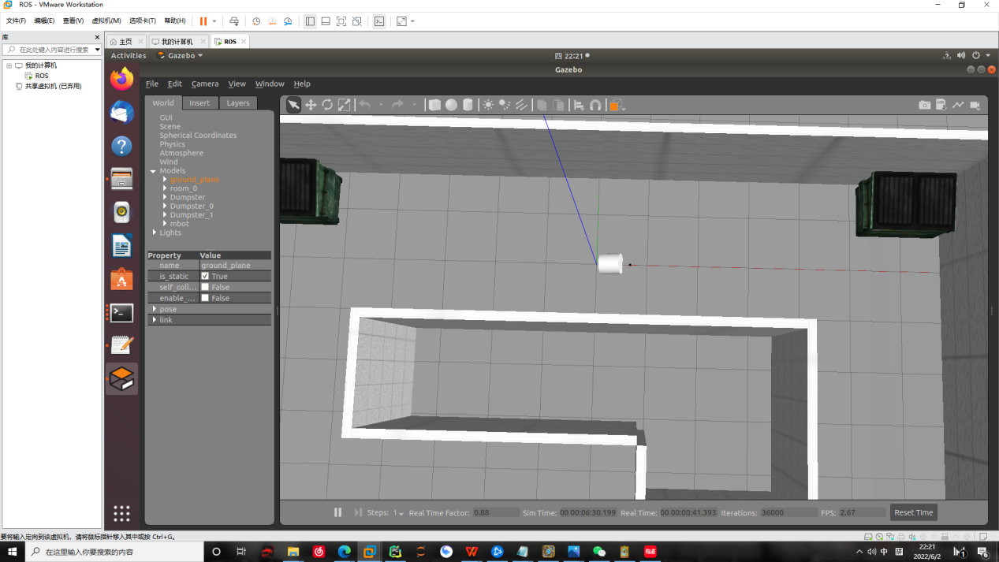 ROS - VMware Workstation
文件(F) 编辑(E) 查看(V) 虚拟机(M) 选项卡(T) 帮助(H)
库
在此处键入内容进行搜索
我的计算机
ROS
共享虚拟机 (已弃用)
主页 我的计算机 ROS
Activities Gazebo 四 22:21
Gazebo
File Edit Camera View Window Help
World Insert Layers
GUI
Scene
Spherical Coordinates
Physics
Atmosphere
Wind
Models
ground_plane
room_0
Dumpster
Dumpster_0
Dumpster_1
mbot
Lights
Property Value
name ground_plane
is_static True
self_coll... False
enable_... False
pose
link
Steps: 1 Real Time Factor: 0.88 Sim Time: 00 00:06:30.199 Real Time: 00 00:00:41.393 Iterations: 36000 FPS: 2.67 Reset Time
要将输入定向到该虚拟机，请将鼠标指针移入其中或按 Ctrl+G。
在这里输入你要搜索的内容
中
22:21
2022/6/2
1
6